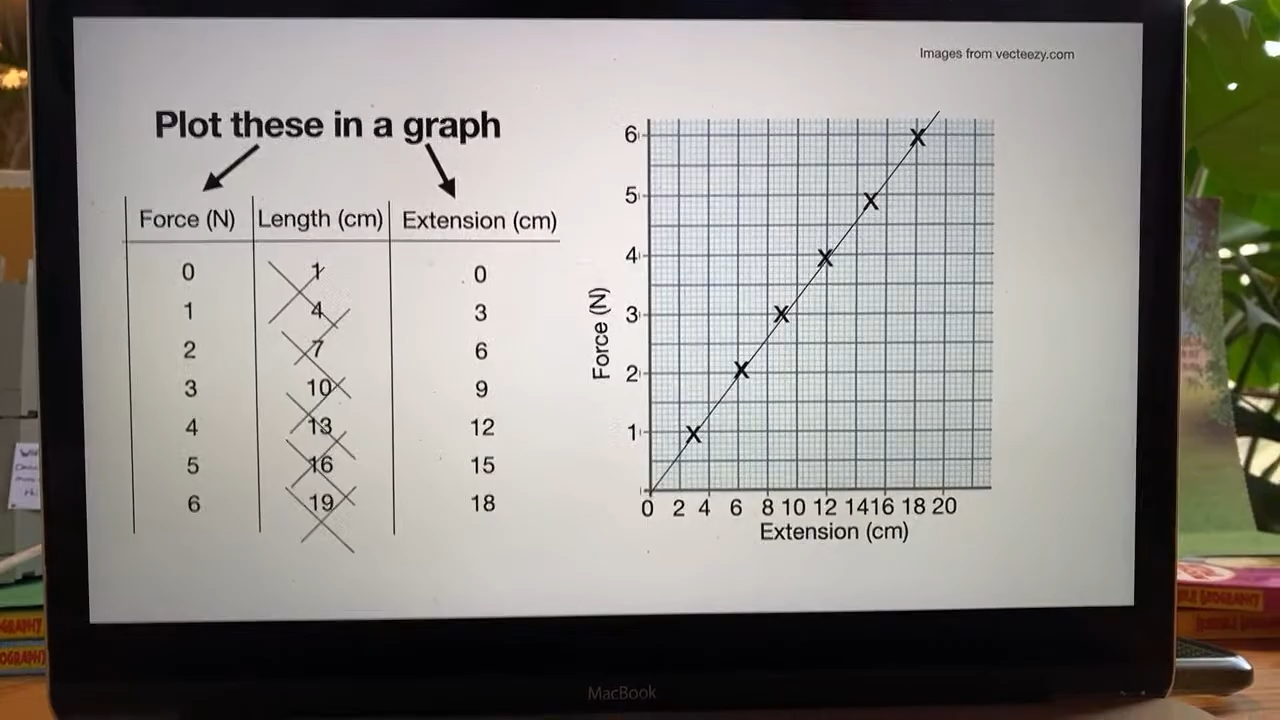 Images from vecteezy.com
Plot these in a graph
Force (N) Length (cm) Extension (cm)
0 1 0
1 4 3
2 7 6
3 10 9
4 13 12
5 16 15
6 19 18
6
5
4
3
2
1
Force (N)
0 2 4 6 8 10 12 14 16 18 20
Extension (cm)
MacBook
OGRAPHY